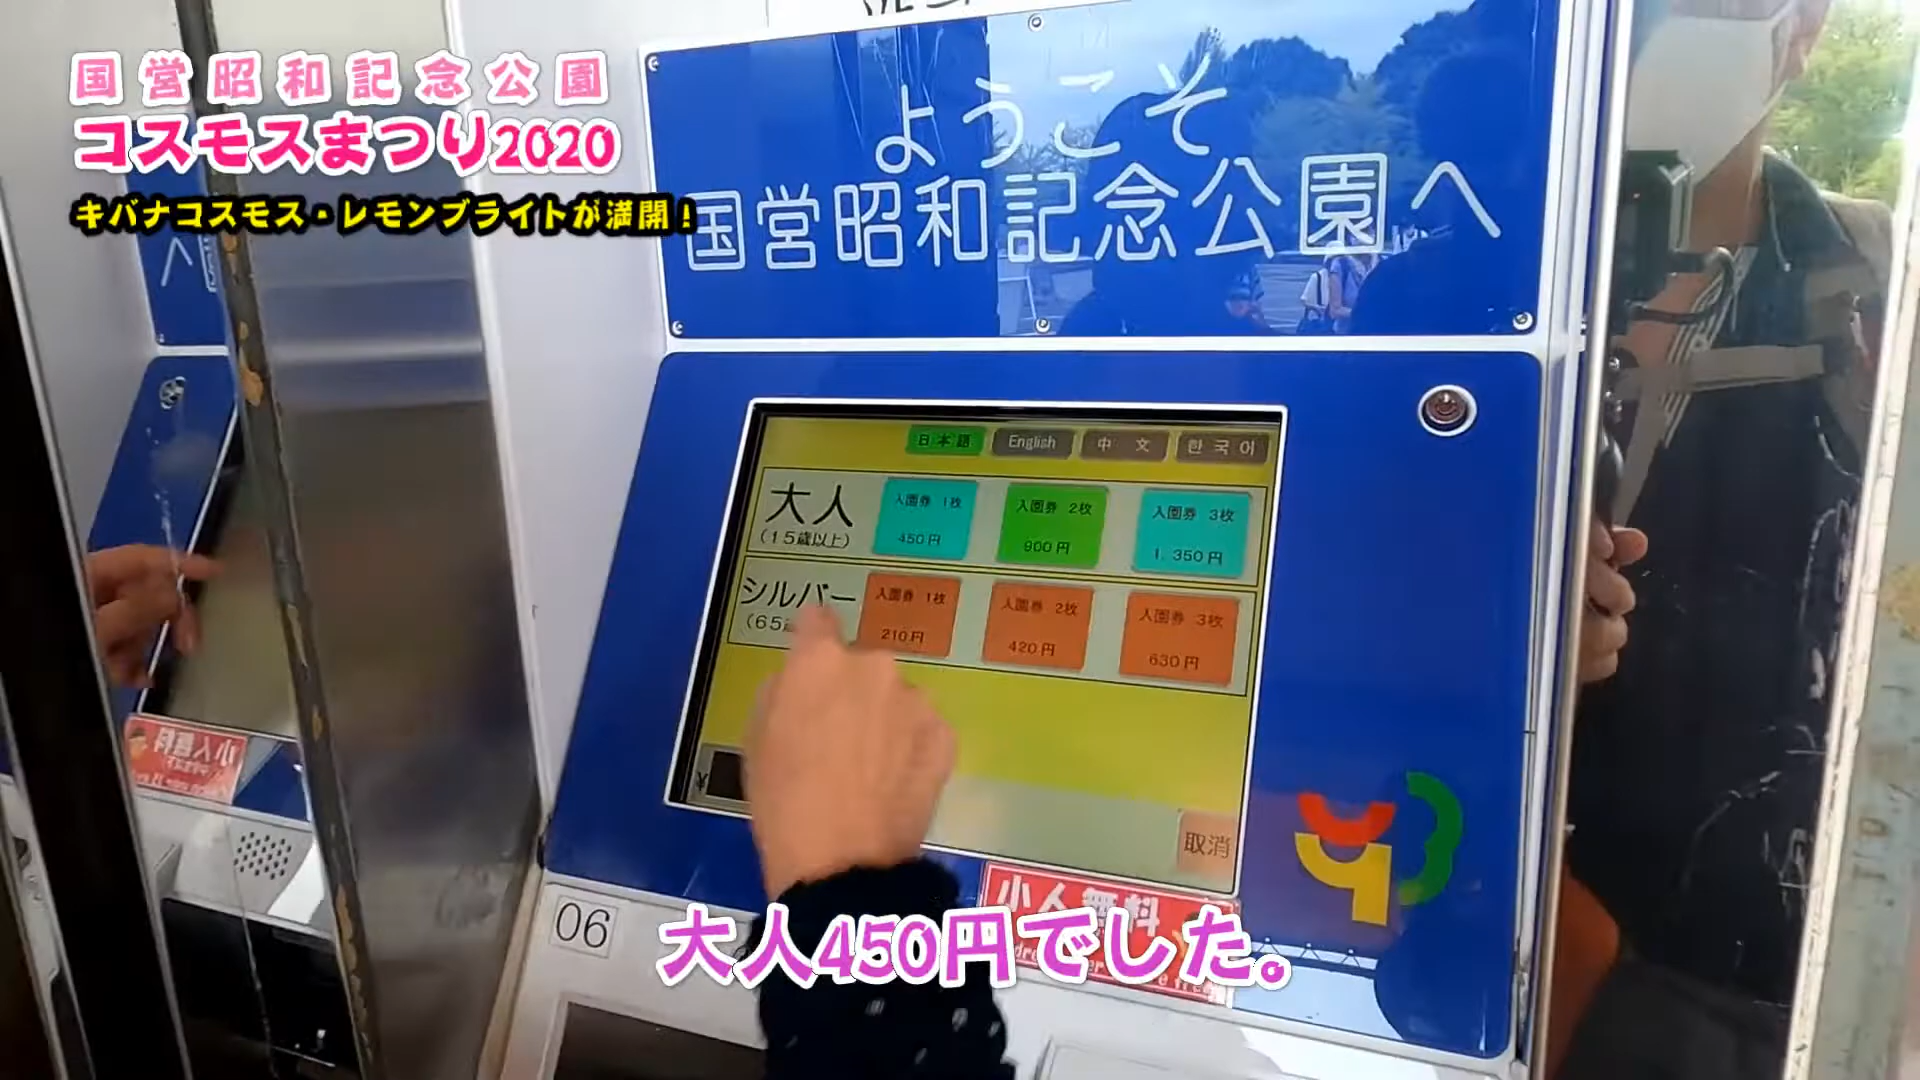 国営昭和記念公園
コスモスまつり2020
キバナコスモス・レモンブライトが満開！
ようこそ
国営昭和記念公園へ
日本語 English 中文 한국어
大人
(15歳以上)
入園券 1枚
450円
入園券 2枚
900円
入園券 3枚
1,350円
シルバー
(65歳
入園券 1枚
210円
入園券 2枚
420円
入園券 3枚
630円
¥
取消
小人無料
06
大人450円でした。